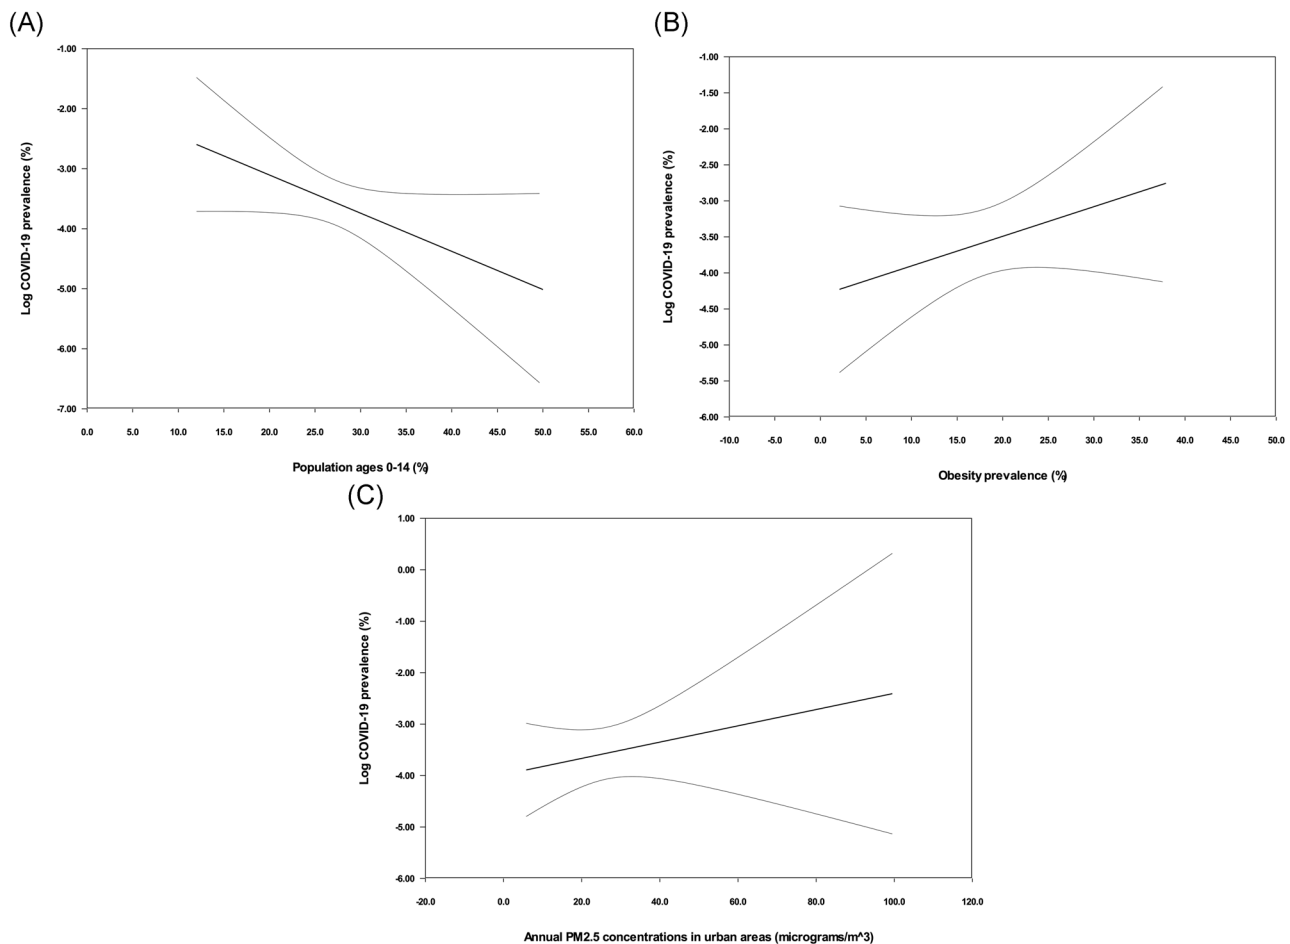 (A)
-1.00
-2.00
-3.00
-4.00
-5.00
-6.00
-7.00
Log COVID-19 prevalence (%)
0.0 5.0 10.0 15.0 20.0 25.0 30.0 35.0 40.0 45.0 50.0 55.0 60.0
Population ages 0-14 (%)
(B)
-1.00
-1.50
-2.00
-2.50
-3.00
-3.50
-4.00
-4.50
-5.00
-5.50
-6.00
Log COVID-19 prevalence (%)
-10.0 -5.0 0.0 5.0 10.0 15.0 20.0 25.0 30.0 35.0 40.0 45.0 50.0
Obesity prevalence (%)
(C)
1.00
0.00
-1.00
-2.00
-3.00
-4.00
-5.00
-6.00
Log COVID-19 prevalence (%)
-20.0 0.0 20.0 40.0 60.0 80.0 100.0 120.0
Annual PM2.5 concentrations in urban areas (micrograms/m^3)